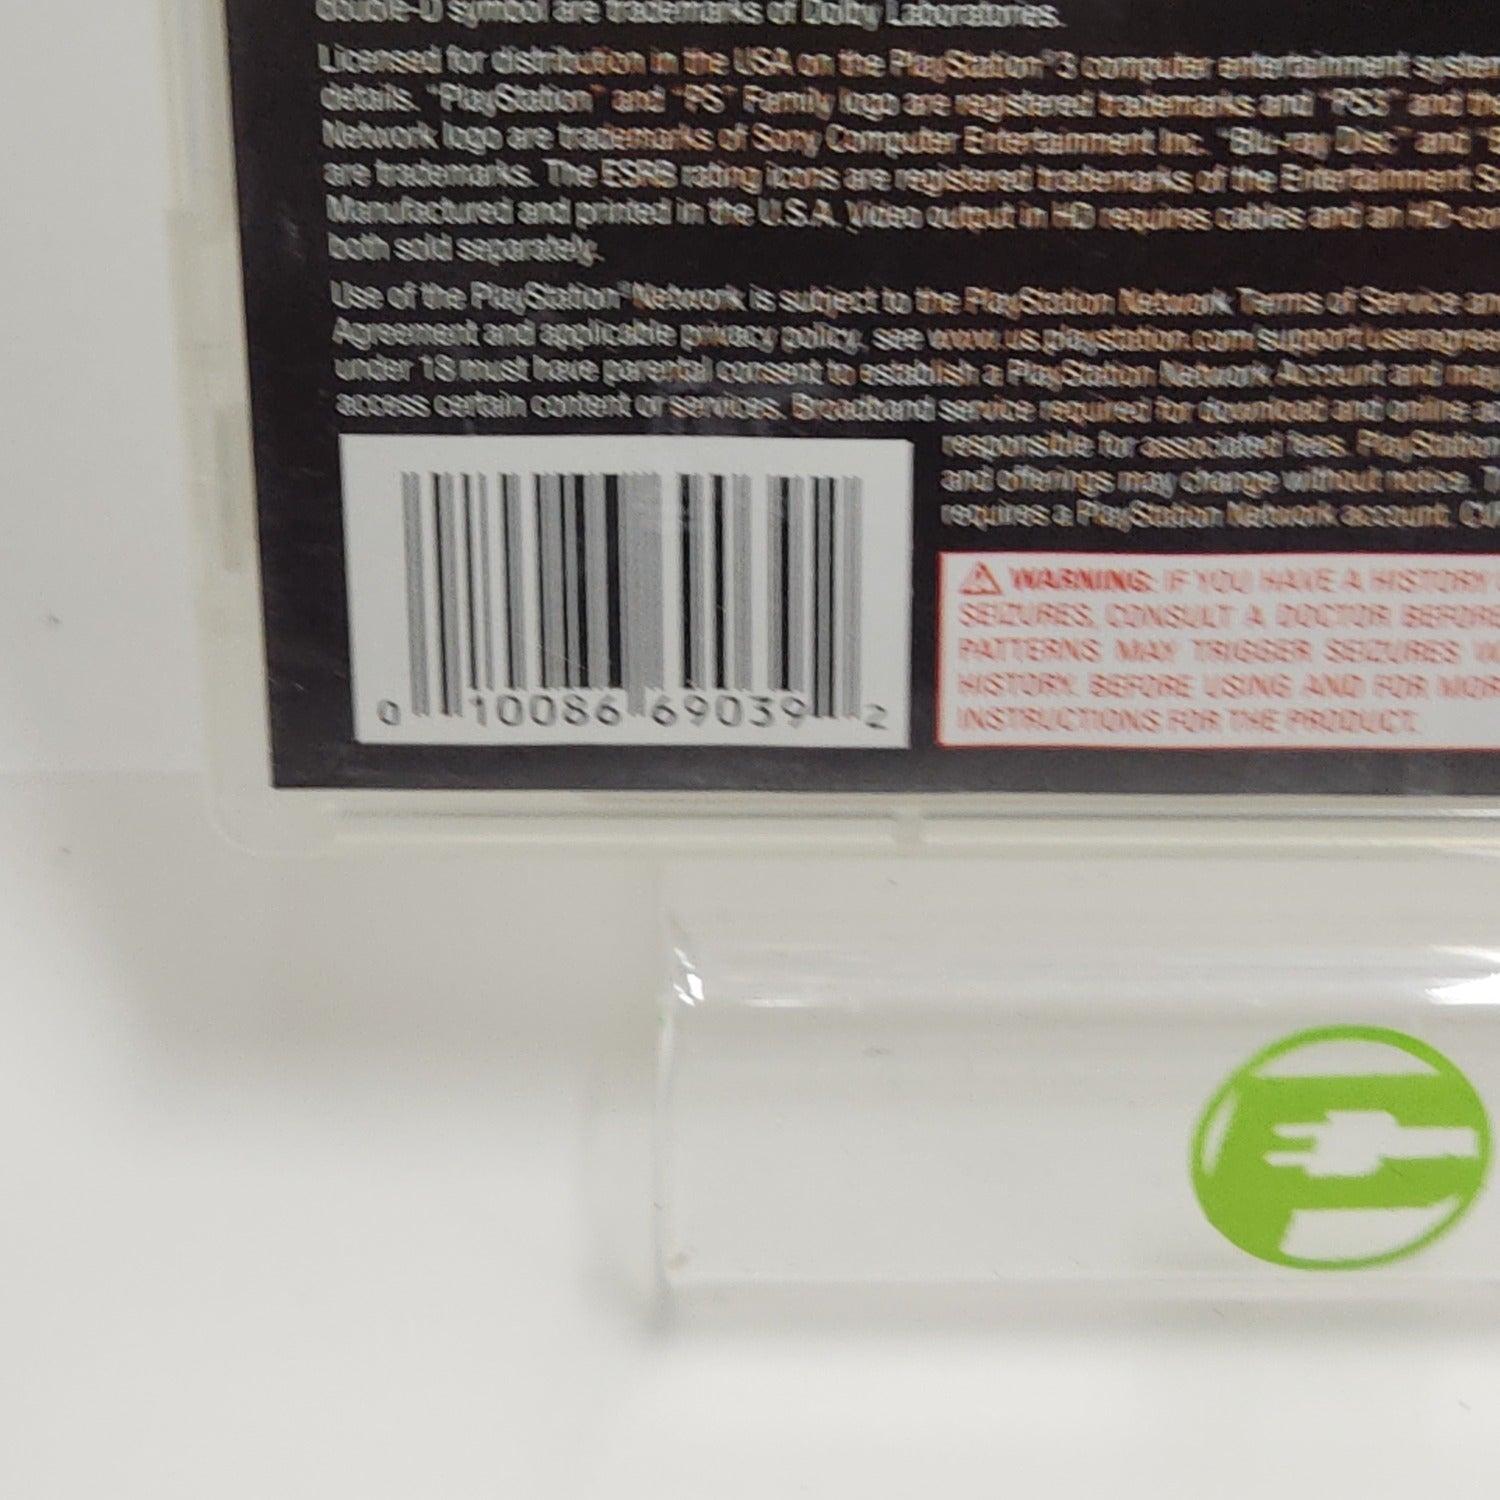 double-D symbol are trademarks of Dolby Laboratories.
Licensed for distribution in the USA on the PlayStation®3 computer entertainment system
details. "PlayStation" and "PS" Family logo are registered trademarks and "PS3" and the
Network logo are trademarks of Sony Computer Entertainment Inc. "Blu-ray Disc" and "B
are trademarks. The ESRB rating icons are registered trademarks of the Entertainment S
Manufactured and printed in the U.S.A. Video output in HD requires cables and an HD-co
both sold separately.
Use of the PlayStation®Network is subject to the PlayStation Network Terms of Service an
Agreement and applicable privacy policy, see www.us.playstation.com/support/useragree
under 18 must have parental consent to establish a PlayStation Network Account and may
access certain content or services. Broadband service required for download and online
responsible for associated fees. PlayStation
and offerings may change without notice. T
requires a PlayStation Network account.
0 10086 69039 2
⚠ WARNING: IF YOU HAVE A HISTORY
SEIZURES, CONSULT A DOCTOR BEFORE
PATTERNS MAY TRIGGER SEIZURES W
HISTORY. BEFORE USING AND FOR MOR
INSTRUCTIONS FOR THE PRODUCT.